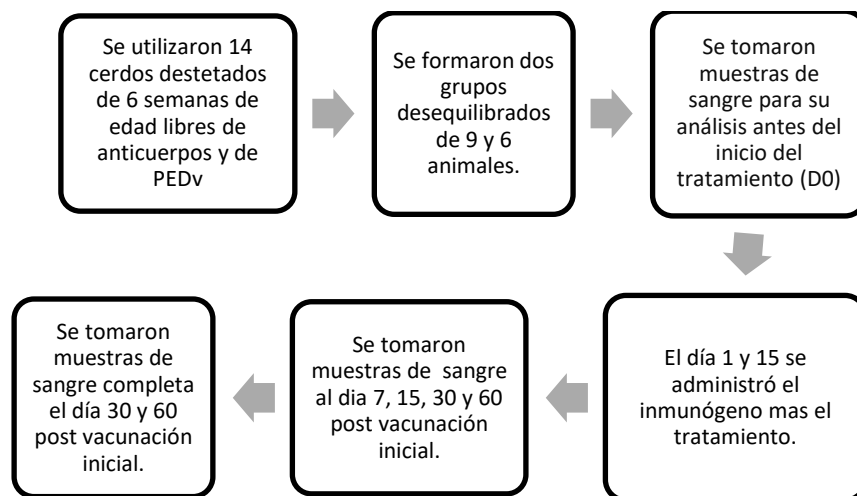 Se utilizaron 14
cerdos destetados
de 6 semanas de
edad libres de
anticuerpos y de
PEDv
Se formaron dos
grupos
desequilibrados
de 9 y 6
animales.
Se tomaron
muestras de
sangre para su
análisis antes del
inicio del
tratamiento (D0)
El día 1 y 15 se
administró el
inmunógeno mas el
tratamiento.
Se tomaron
muestras de sangre
al dia 7, 15, 30 y 60
post vacunación
inicial.
Se tomaron
muestras de
sangre completa
el día 30 y 60
post vacunación
inicial.